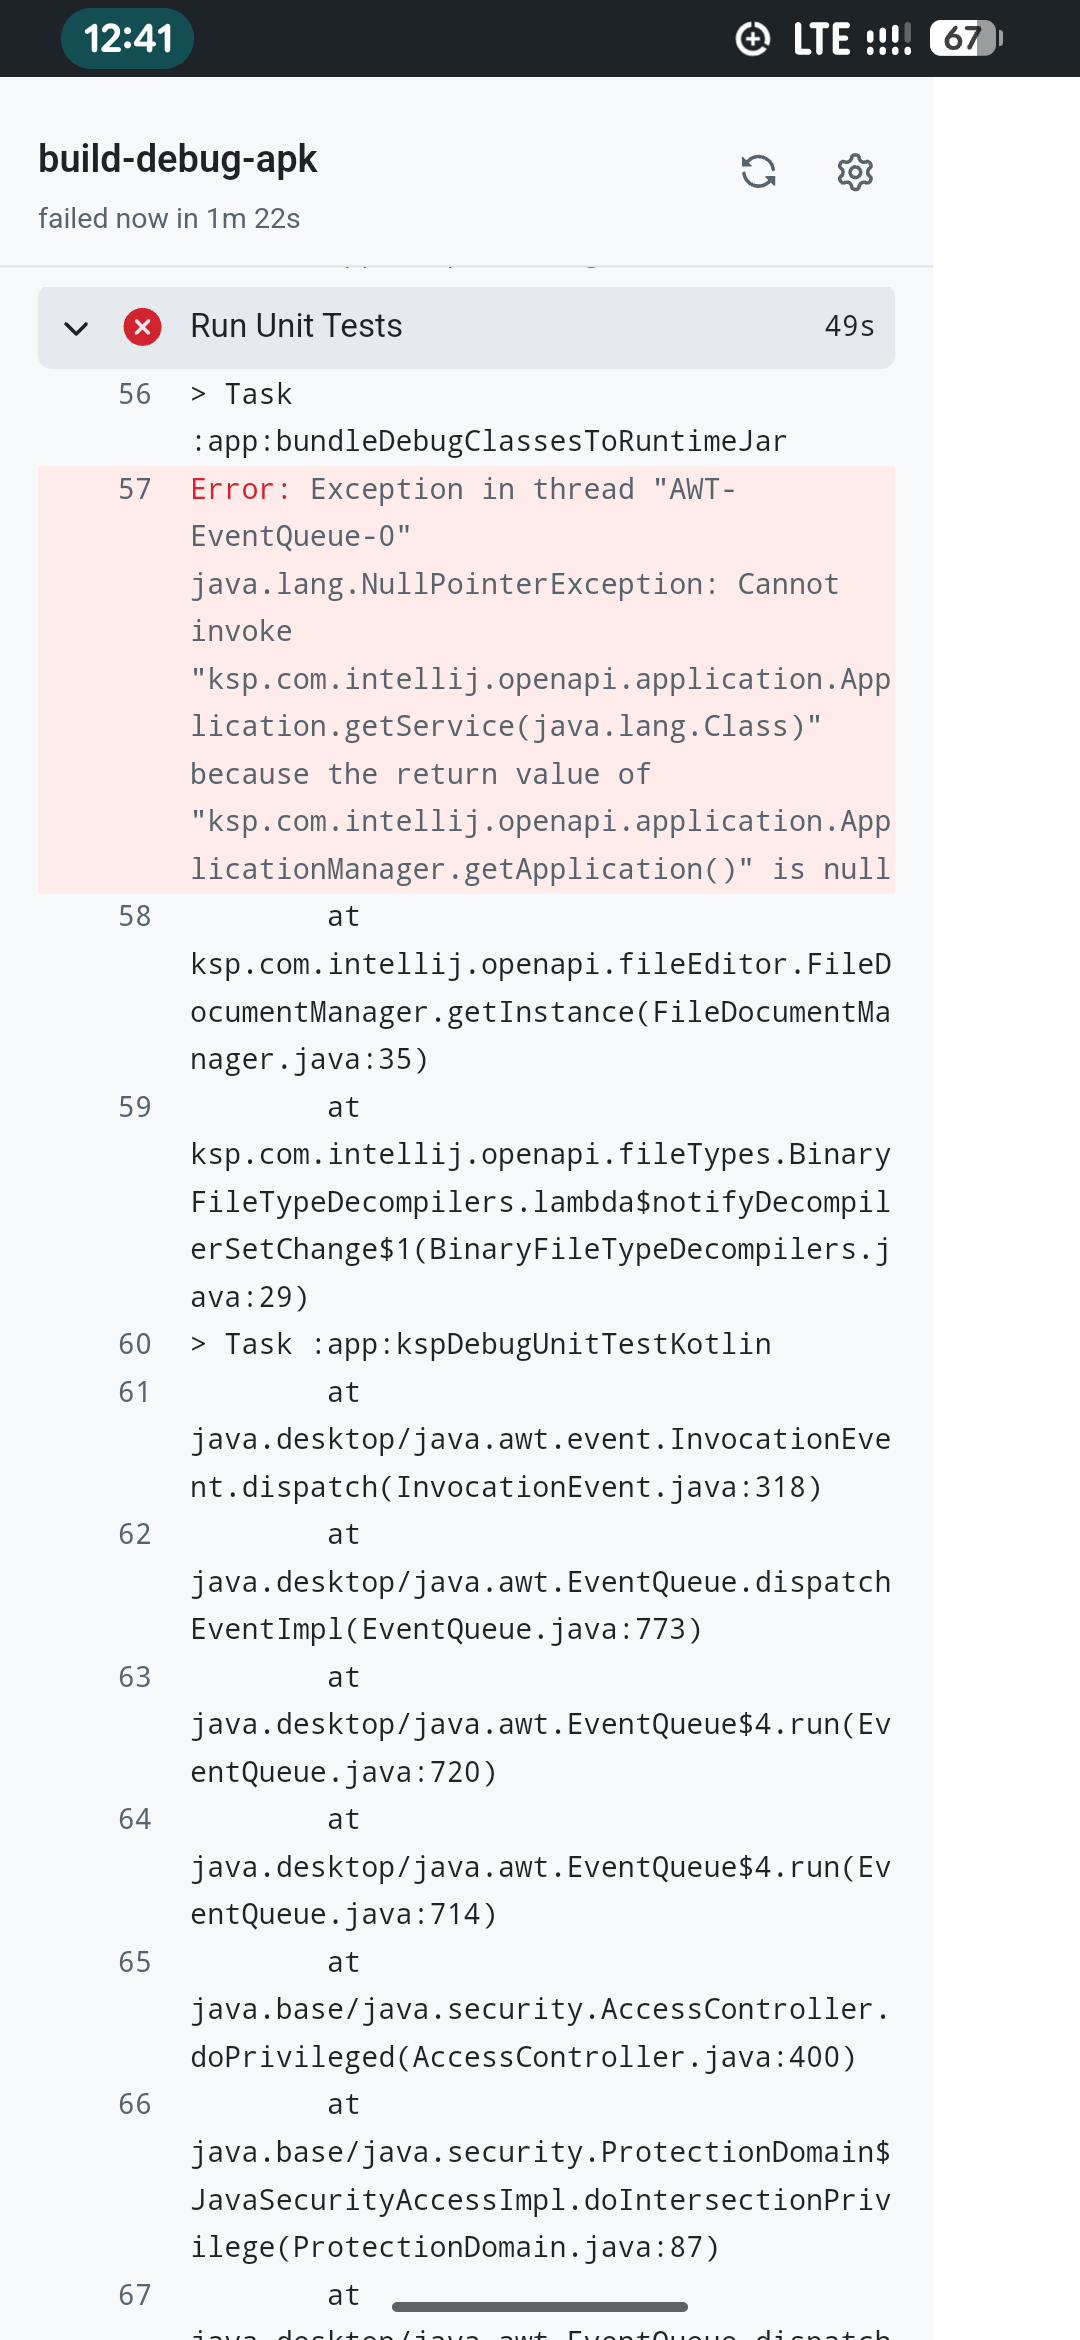 12:41
LTE
67
build-debug-apk
failed now in 1m 22s
Run Unit Tests
49s
56 > Task
:app:bundleDebugClassesToRuntimeJar
57 Error: Exception in thread "AWT-
EventQueue-0"
java.lang.NullPointerException: Cannot
invoke
"ksp.com.intellij.openapi.application.App
lication.getService(java.lang.Class)"
because the return value of
"ksp.com.intellij.openapi.application.App
licationManager.getApplication()" is null
58 at
ksp.com.intellij.openapi.fileEditor.FileD
ocumentManager.getInstance(FileDocumentMa
nager.java:35)
59 at
ksp.com.intellij.openapi.fileTypes.Binary
FileTypeDecompilers.lambda$notifyDecompil
erSetChange$1(BinaryFileTypeDecompilers.j
ava:29)
60 > Task :app:kspDebugUnitTestKotlin
61 at
java.desktop/java.awt.event.InvocationEve
nt.dispatch(InvocationEvent.java:318)
62 at
java.desktop/java.awt.EventQueue.dispatch
EventImpl(EventQueue.java:773)
63 at
java.desktop/java.awt.EventQueue$4.run(Ev
entQueue.java:720)
64 at
java.desktop/java.awt.EventQueue$4.run(Ev
entQueue.java:714)
65 at
java.base/java.security.AccessController.
doPrivileged(AccessController.java:400)
66 at
java.base/java.security.ProtectionDomain$
JavaSecurityAccessImpl.doIntersectionPriv
ilege(ProtectionDomain.java:87)
67 at
java.desktop/java.awt.EventQueue.dispatch